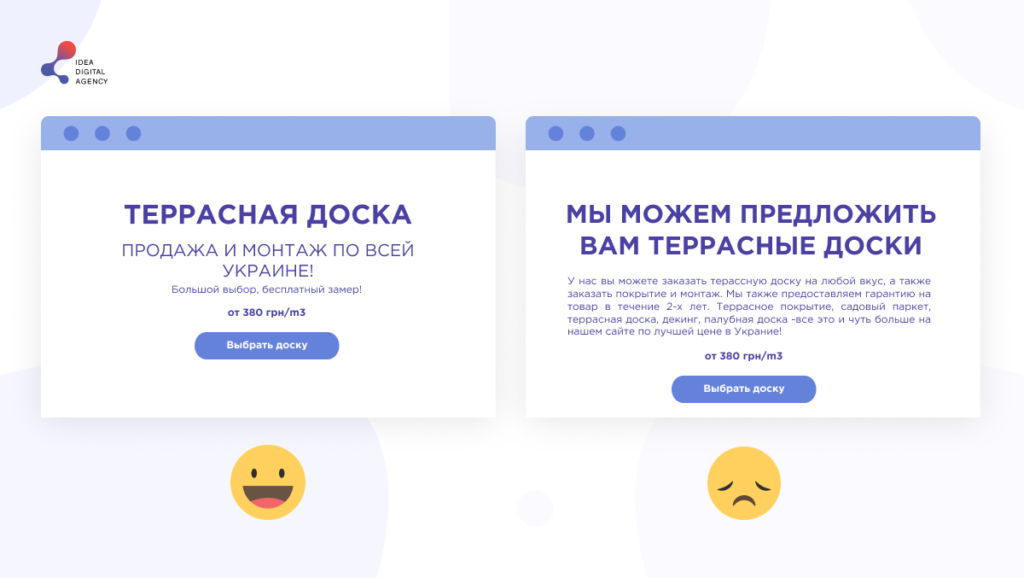 IDEA
DIGITAL
AGENCY
ТЕРРАСНАЯ ДОСКА
ПРОДАЖА И МОНТАЖ ПО ВСЕЙ
УКРАИНЕ!
Большой выбор, бесплатный замер!
от 380 грн/m3
Выбрать доску
МЫ МОЖЕМ ПРЕДЛОЖИТЬ
ВАМ ТЕРРАСНЫЕ ДОСКИ
У нас вы можете заказать терассную доску на любой вкус, а также
заказать покрытие и монтаж. Мы также предоставляем гарантию на
товар в течение 2-х лет. Террасное покрытие, садовый паркет,
террасная доска, декинг, палубная доска -все это и чуть больше на
нашем сайте по лучшей цене в Украние!
от 380 грн/m3
Выбрать доску